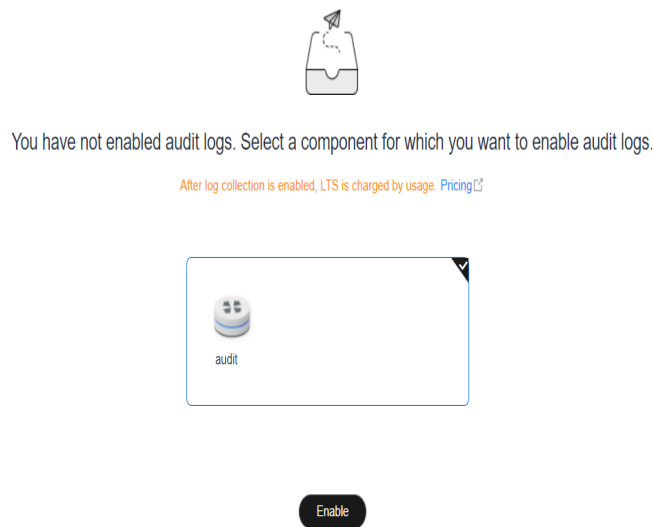 You have not enabled audit logs. Select a component for which you want to enable audit logs.
After log collection is enabled, LTS is charged by usage. Pricing
audit
Enable